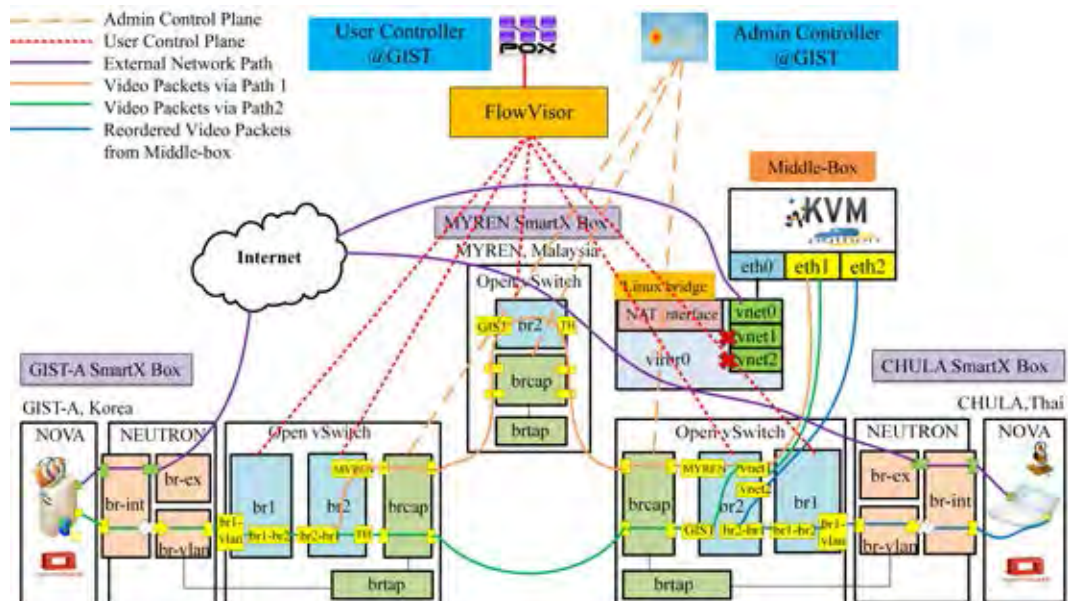 Admin Control Plane
User Control Plane
External Network Path
Video Packets via Path 1
Video Packets via Path2
Reordered Video Packets
from Middle-box
User Controller
@GIST
POX
Admin Controller
@GIST
FlowVisor
Middle-Box
KVM
eth0 eth1 eth2
Internet
MYREN SmartX Box
MYREN, Malaysia
Open vSwitch
GIST br2 TH
brcap
brtap
Linux bridge
NAT interface
virbr0
vnet0
vnet1
vnet2
GIST-A SmartX Box
GIST-A, Korea
NOVA
NEUTRON
Open vSwitch
br-int
br-ex
br-vlan
br1-
vlan
br1
br1-br2
br2
MYREN
br2-br1
TH
brcap
brtap
CHULA SmartX Box
CHULA,Thai
Open vSwitch
NEUTRON
NOVA
brcap
MYREN
vnet1
vnet2
br2
GIST
br2-br1
br1
br1-br2
br1-
vlan
br-ex
br-int
br-vlan
brtap